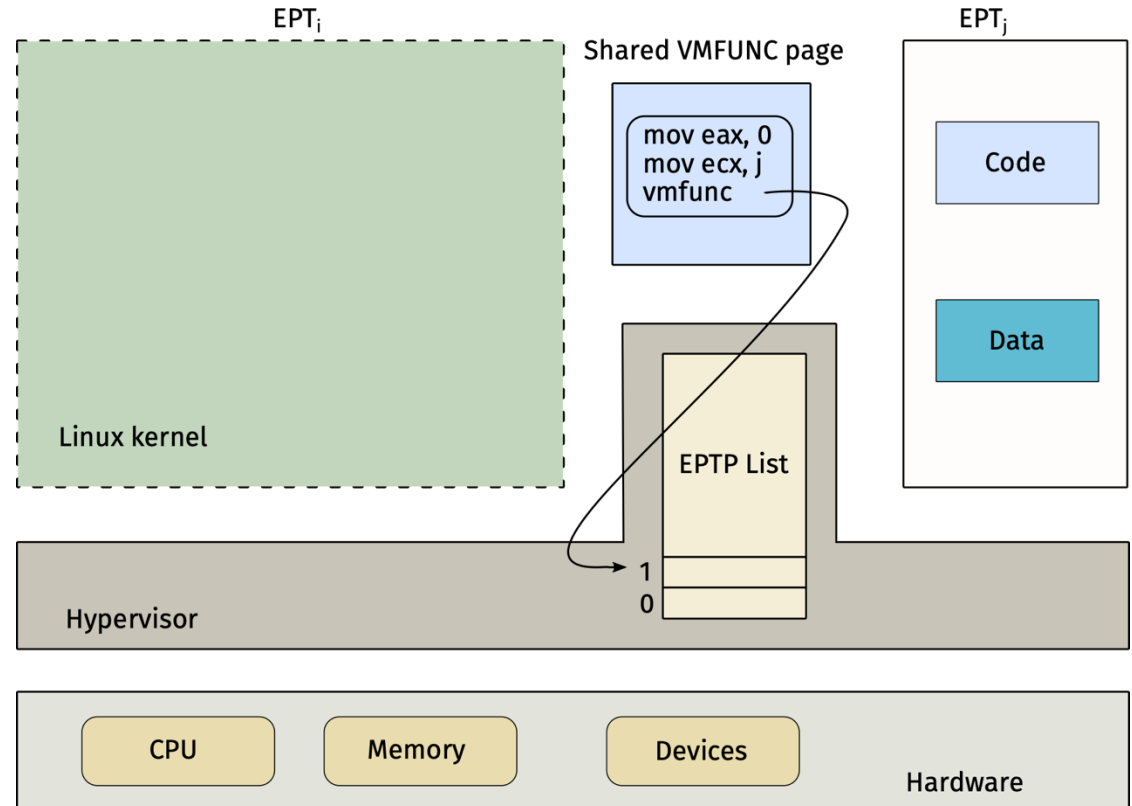 EPTi
EPTj
Shared VMFUNC page
mov eax, 0
mov ecx, j
vmfunc
Code
Data
Linux kernel
EPTP List
1
0
Hypervisor
CPU
Memory
Devices
Hardware